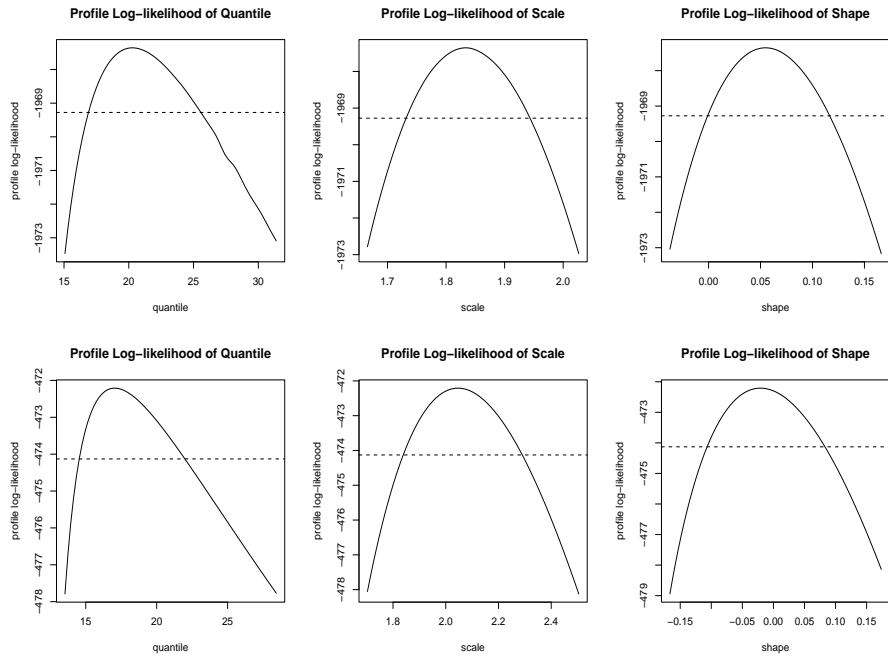 Profile Log−likelihood of Quantile
profile log−likelihood
−1973
−1971
−1969
15
20
25
30
quantile
Profile Log−likelihood of Scale
profile log−likelihood
−1973
−1971
−1969
1.7
1.8
1.9
2.0
scale
Profile Log−likelihood of Shape
profile log−likelihood
−1973
−1971
−1969
0.00
0.05
0.10
0.15
shape
Profile Log−likelihood of Quantile
profile log−likelihood
−478
−477
−476
−475
−474
−473
−472
15
20
25
quantile
Profile Log−likelihood of Scale
profile log−likelihood
−478
−476
−475
−474
−473
−472
1.8
2.0
2.2
2.4
scale
Profile Log−likelihood of Shape
profile log−likelihood
−479
−477
−475
−473
−0.15
−0.05
0.00
0.05
0.10
0.15
shape